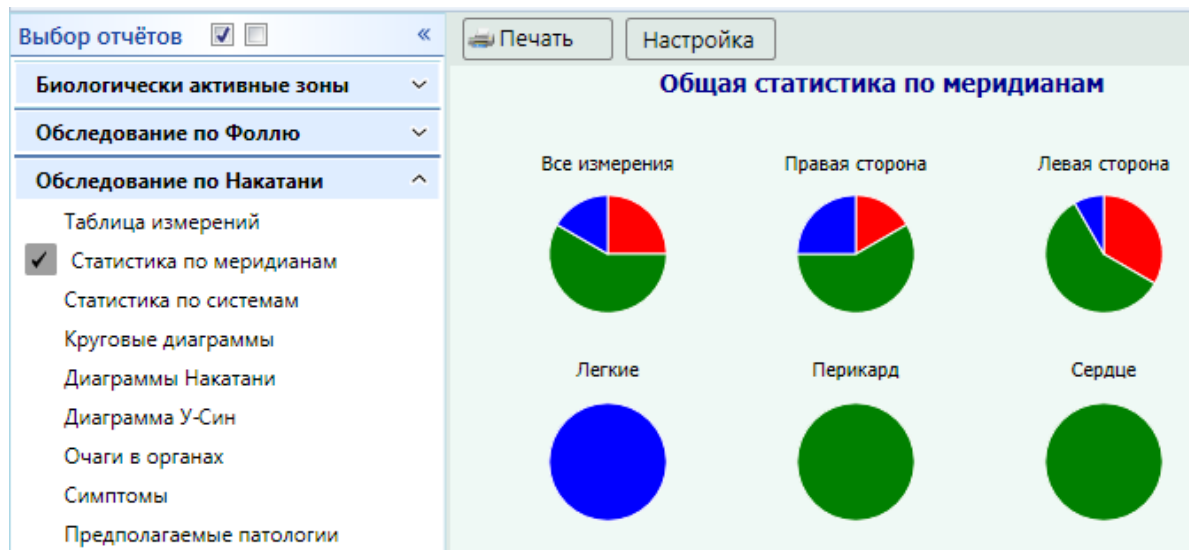 Выбор отчётов
Биологически активные зоны
Обследование по Фоллю
Обследование по Накатани
Таблица измерений
Статистика по меридианам
Статистика по системам
Круговые диаграммы
Диаграммы Накатани
Диаграмма У-Син
Очаги в органах
Симптомы
Предполагаемые патологии
Печать
Настройка
Общая статистика по меридианам
Все измерения
Правая сторона
Левая сторона
Легкие
Перикард
Сердце